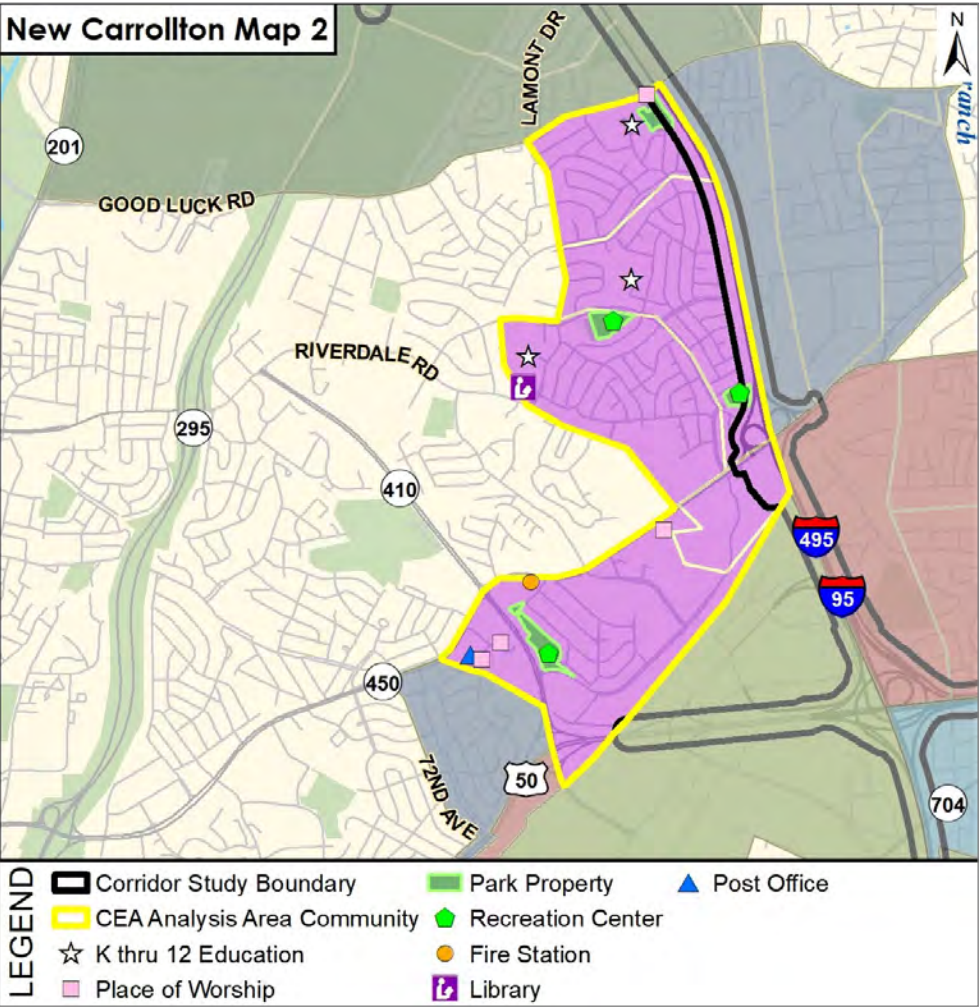 New Carrollton Map 2
N
LAMONT DR
ranch
201
GOOD LUCK RD
RIVERDALE RD
295
410
495
95
450
72ND AVE
50
704
LEGEND
Corridor Study Boundary
Park Property
Post Office
CEA Analysis Area Community
Recreation Center
K thru 12 Education
Fire Station
Place of Worship
Library